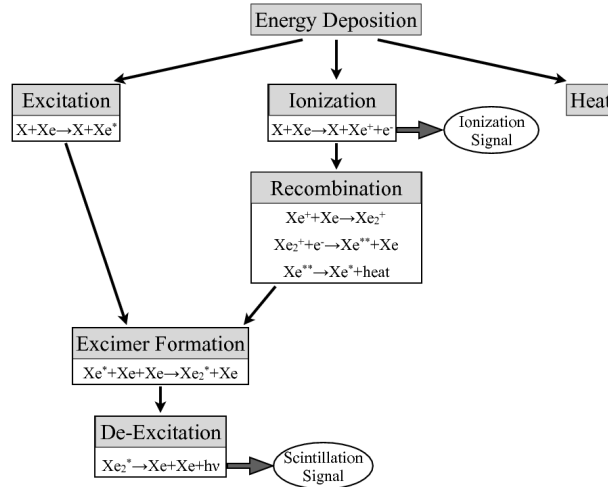 Energy Deposition
Excitation
X+Xe→X+Xe*
Ionization
X+Xe→X+Xe⁺+e⁻
Ionization
Signal
Heat
Recombination
Xe⁺+Xe→Xe₂⁺
Xe₂⁺+e⁻→Xe**+Xe
Xe**→Xe*+heat
Excimer Formation
Xe*+Xe+Xe→Xe₂*+Xe
De-Excitation
Xe₂*→Xe+Xe+hν
Scintillation
Signal